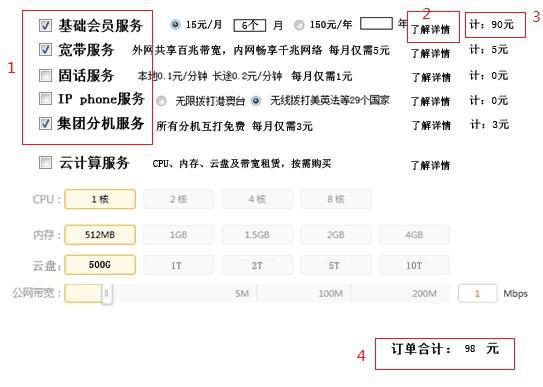 基础会员服务 15元/月 6个 月 150元/年 年 了解详情 计：90元
宽带服务 外网共享百兆带宽，内网畅享千兆网络 每月仅需5元 了解详情 计：5元
固话服务 本地0.1元/分钟 长途0.2元/分钟 每月仅需1元 了解详情 计：0元
IP phone服务 无限拨打港澳台 无线拨打美英法等29个国家 了解详情 计：0元
集团分机服务 所有分机互打免费 每月仅需3元 了解详情 计：3元
云计算服务 CPU、内存、云盘及带宽租赁，按需购买 了解详情
CPU： 1 核 2 核 4 核 8 核
内存： 512MB 1GB 1.5GB 2GB 4GB
云盘： 500G 1T 2T 5T 10T
公网带宽： 5M 100M 200M 1 Mbps
订单合计： 98 元
1
2
3
4